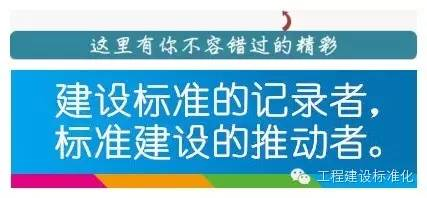 这里有你不容错过的精彩
建设标准的记录者，
标准建设的推动者。
工程建设标准化